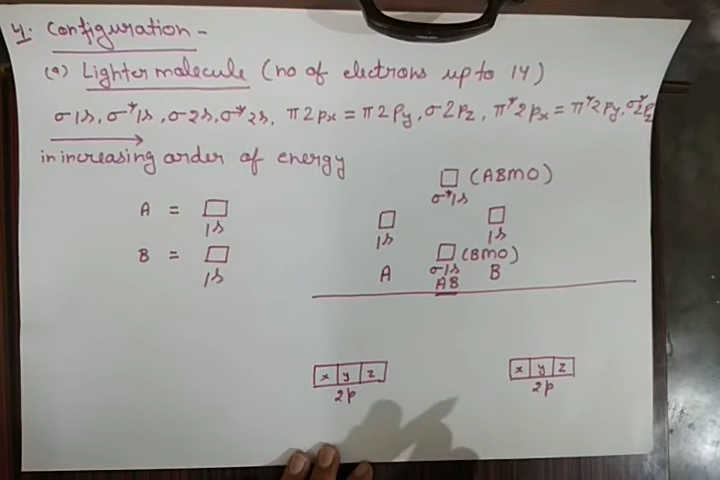 4. Configuration -
(a) Lighter molecule (no of electrons up to 14)
σ1s, σ*1s, σ2s, σ*2s, π2px = π2py, σ2pz, π*2px = π*2py, σ*2pz
in increasing order of energy
□ (ABMO)
σ*1s
A = □
1s
□ □
1s 1s
B = □
1s
□ (BMO)
σ1s
A B
AB
x y z x y z
2p 2p